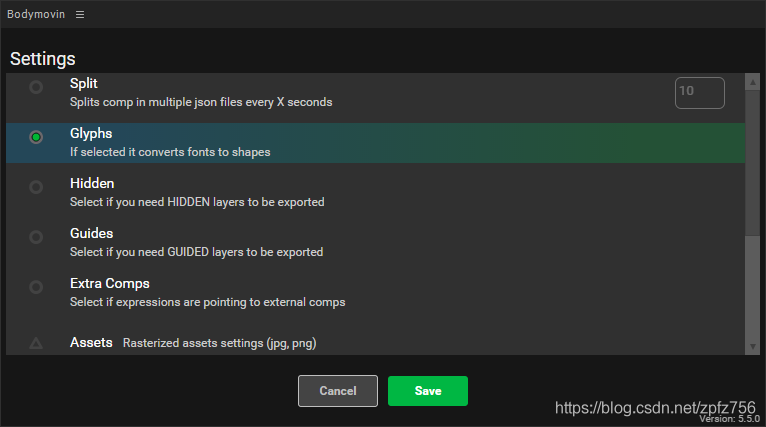 Bodymovin ☰
Settings
Split
Splits comp in multiple json files every X seconds
10
Glyphs
If selected it converts fonts to shapes
Hidden
Select if you need HIDDEN layers to be exported
Guides
Select if you need GUIDED layers to be exported
Extra Comps
Select if expressions are pointing to external comps
Assets Rasterized assets settings (jpg, png)
Cancel Save
https://blog.csdn.net/zpfz756
Version: 5.5.0